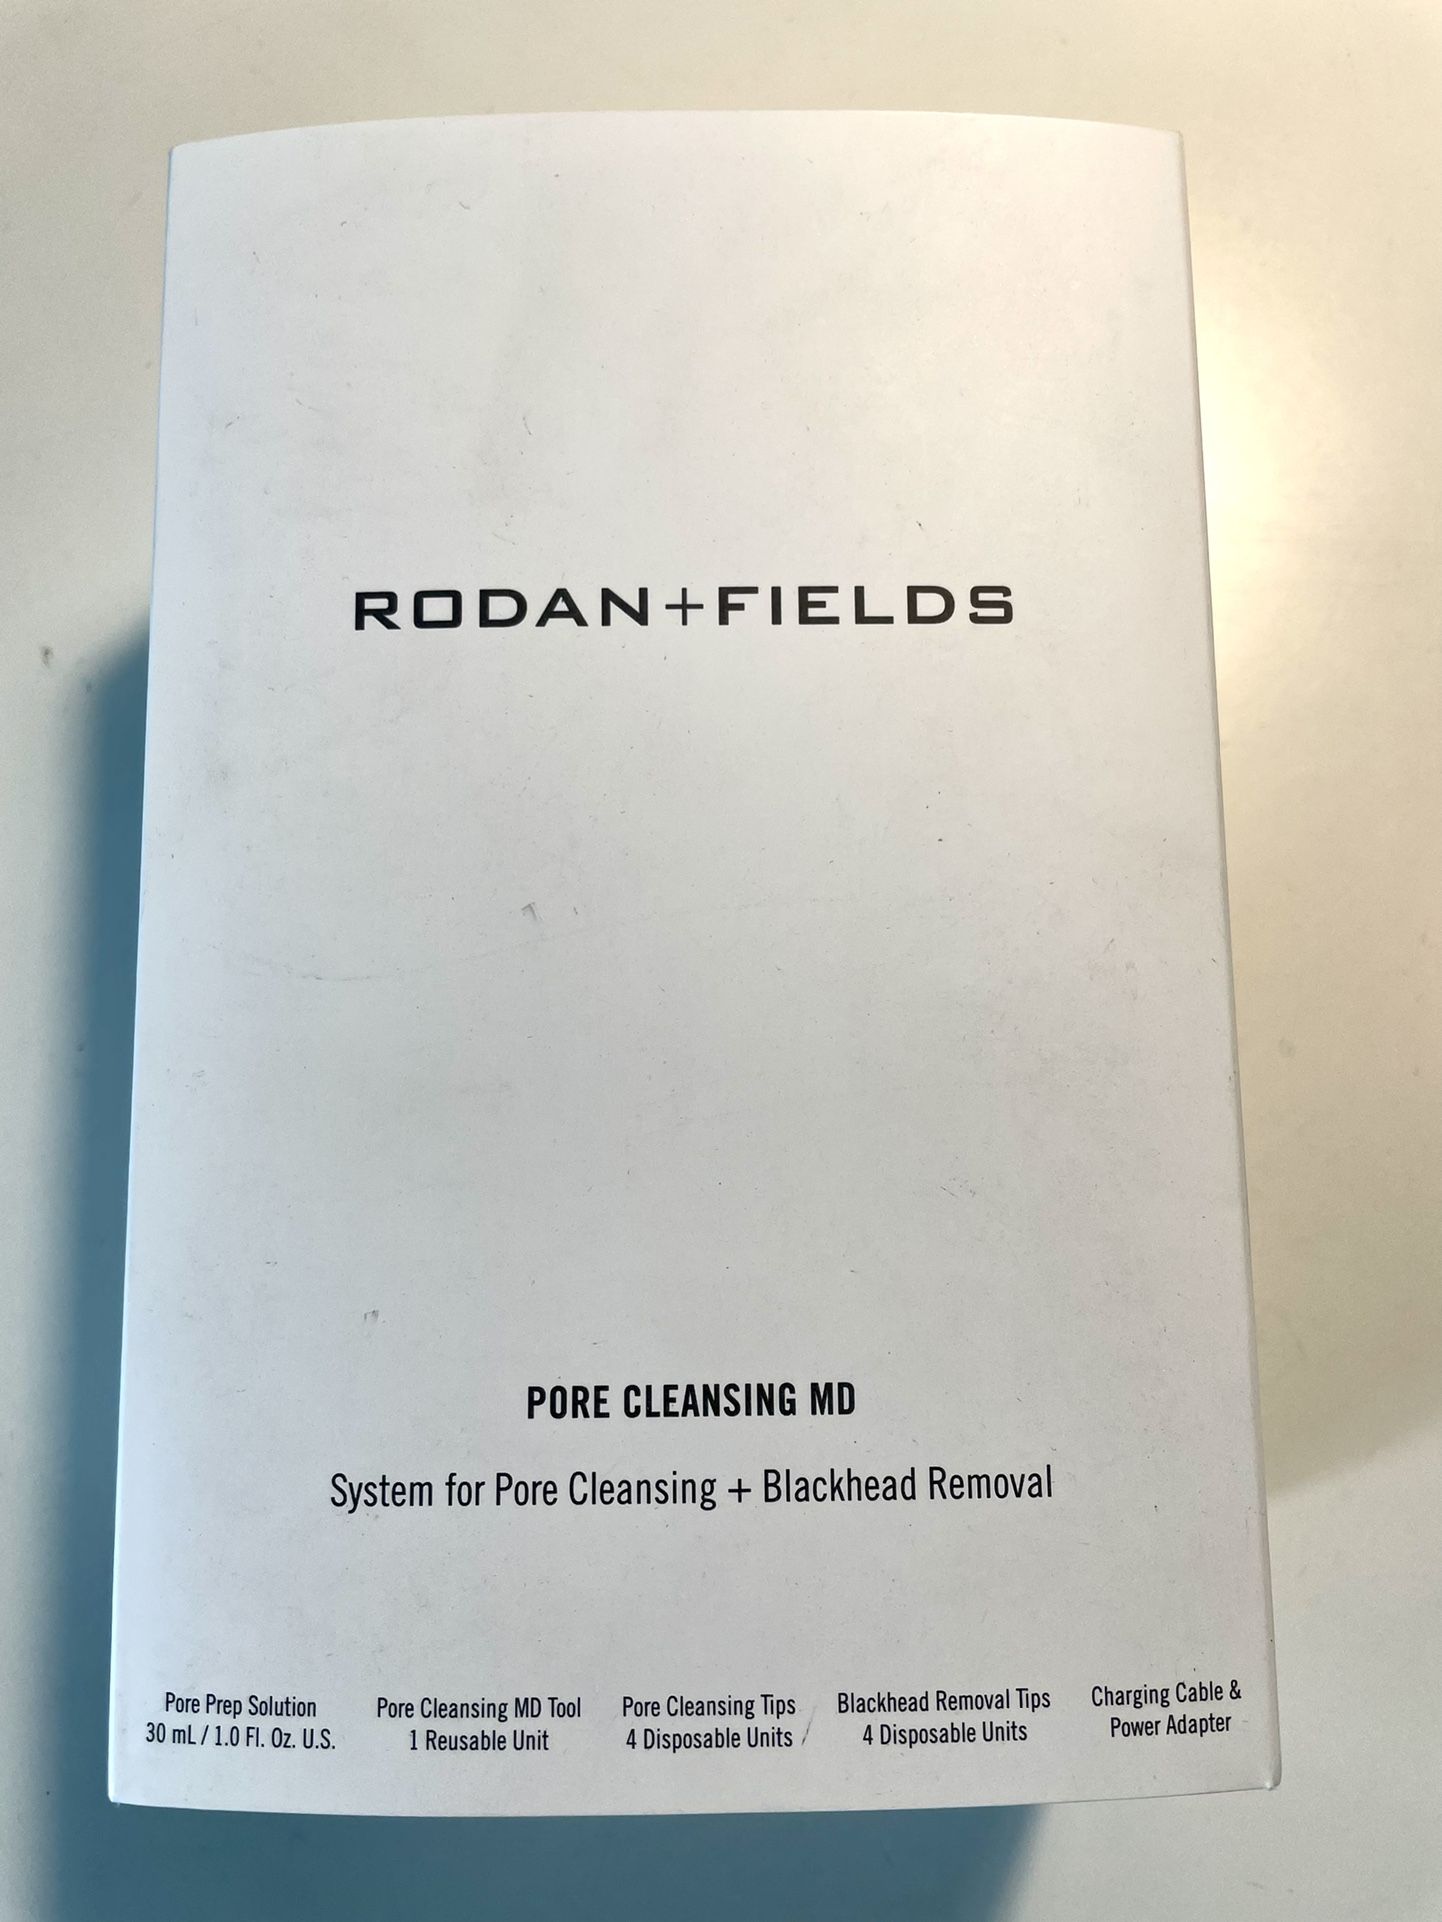 RODAN+FIELDS
PORE CLEANSING MD
System for Pore Cleansing + Blackhead Removal
Pore Prep Solution
30 mL / 1.0 Fl. Oz. U.S.
Pore Cleansing MD Tool
1 Reusable Unit
Pore Cleansing Tips
4 Disposable Units
Blackhead Removal Tips
4 Disposable Units
Charging Cable &
Power Adapter